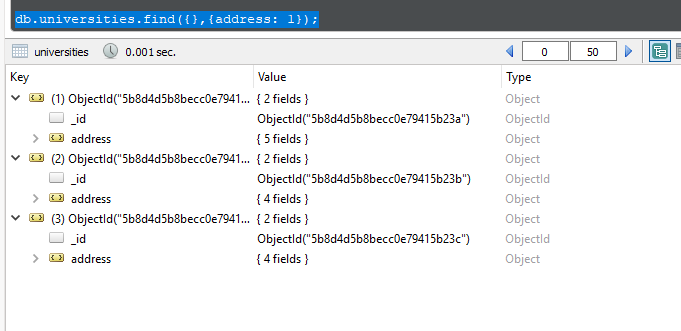 db.universities.find({},{address: 1});
universities 0.001 sec. 0 50
Key Value Type
(1) ObjectId("5b8d4d5b8becc0e7941... { 2 fields } Object
_id ObjectId("5b8d4d5b8becc0e79415b23a") ObjectId
address { 5 fields } Object
(2) ObjectId("5b8d4d5b8becc0e7941... { 2 fields } Object
_id ObjectId("5b8d4d5b8becc0e79415b23b") ObjectId
address { 4 fields } Object
(3) ObjectId("5b8d4d5b8becc0e7941... { 2 fields } Object
_id ObjectId("5b8d4d5b8becc0e79415b23c") ObjectId
address { 4 fields } Object